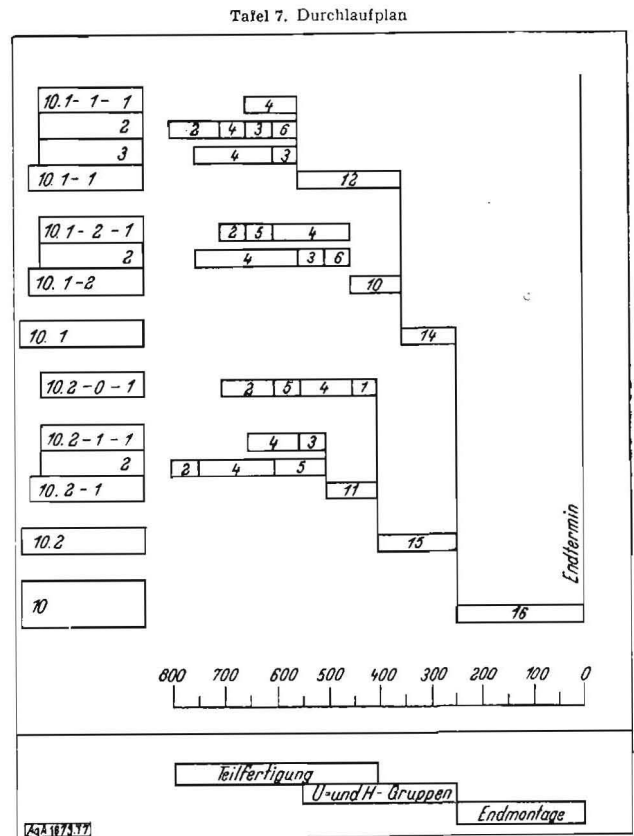 Tafel 7. Durchlaufplan
10.1- 1- 1
4
2
2 4 3 6
3
4 3
10.1- 1
12
10.1- 2 - 1
2 5 4
2
4 3 6
10.1-2
10
10. 1
14
10.2-0-1
2 5 4 1
10.2-1-1
4 3
2
2 4 5
10.2-1
11
10.2
15
Endtermin
10
16
800 700 600 500 400 300 200 100 0
Teilfertigung
U-und H- Gruppen
Endmontage